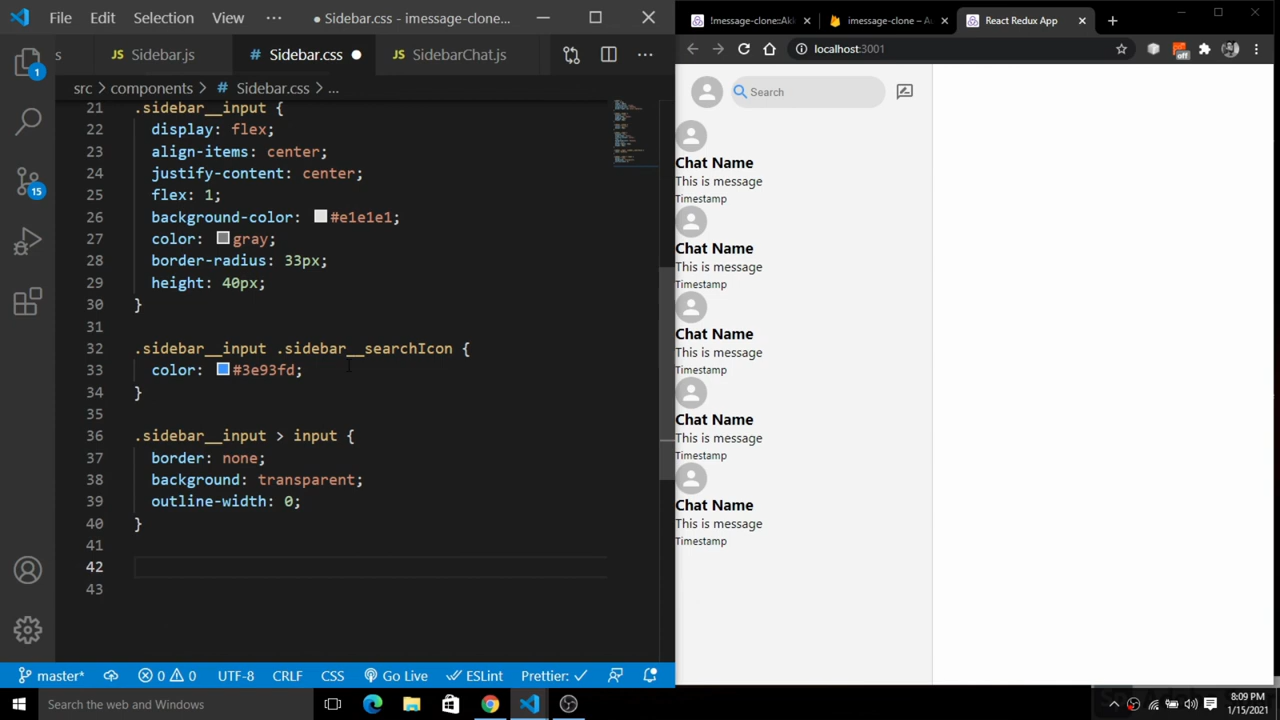 File Edit Selection View ··· ● Sidebar.css - imessage-clone...
s JS Sidebar.js # Sidebar.css ● JS SidebarChat.js
src > components > # Sidebar.css > ...
21 .sidebar__input {
22 display: flex;
23 align-items: center;
24 justify-content: center;
25 flex: 1;
26 background-color: #e1e1e1;
27 color: gray;
28 border-radius: 33px;
29 height: 40px;
30 }
31
32 .sidebar__input .sidebar__searchIcon {
33 color: #3e93fd;
34 }
35
36 .sidebar__input > input {
37 border: none;
38 background: transparent;
39 outline-width: 0;
40 }
41
42
43
1
15
master* 0 0 UTF-8 CRLF CSS Go Live ESLint Prettier: ✓
!message-clone::Ak imessage-clone – A React Redux App
localhost:3001
off
Search
Chat Name
This is message
Timestamp
Chat Name
This is message
Timestamp
Chat Name
This is message
Timestamp
Chat Name
This is message
Timestamp
Chat Name
This is message
Timestamp
Search the web and Windows
8:09 PM
1/15/2021